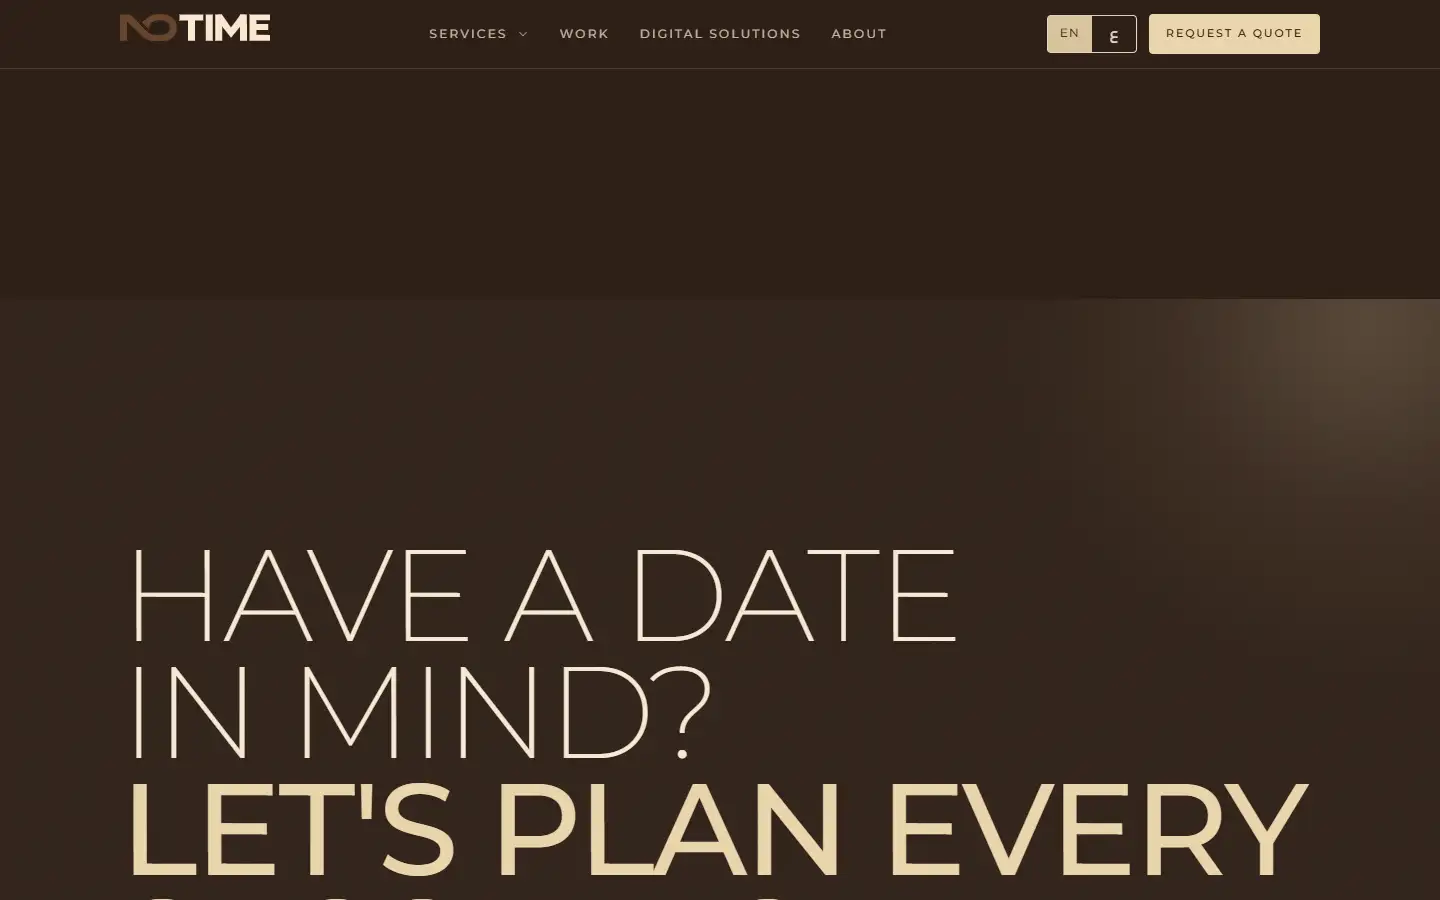 NOTIME
SERVICES
WORK
DIGITAL SOLUTIONS
ABOUT
EN
ع
REQUEST A QUOTE
HAVE A DATE
IN MIND?
LET'S PLAN EVERY